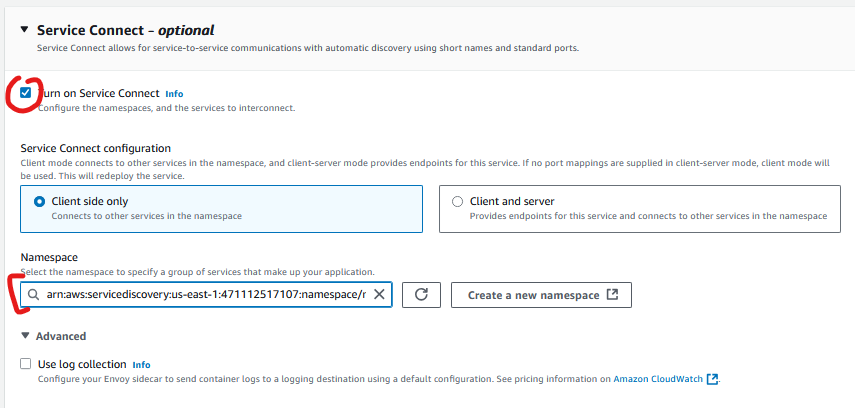 Service Connect - optional
Service Connect allows for service-to-service communications with automatic discovery using short names and standard ports.
Turn on Service Connect Info
Configure the namespaces, and the services to interconnect.
Service Connect configuration
Client mode connects to other services in the namespace, and client-server mode provides endpoints for this service. If no port mappings are supplied in client-server mode, client mode will
be used. This will redeploy the service.
Client side only
Connects to other services in the namespace
Client and server
Provides endpoints for this service and connects to other services in the namespace
Namespace
Select the namespace to specify a group of services that make up your application.
arn:aws:servicediscovery:us-east-1:471112517107:namespace/
Create a new namespace
Advanced
Use log collection Info
Configure your Envoy sidecar to send container logs to a logging destination using a default configuration. See pricing information on Amazon CloudWatch.